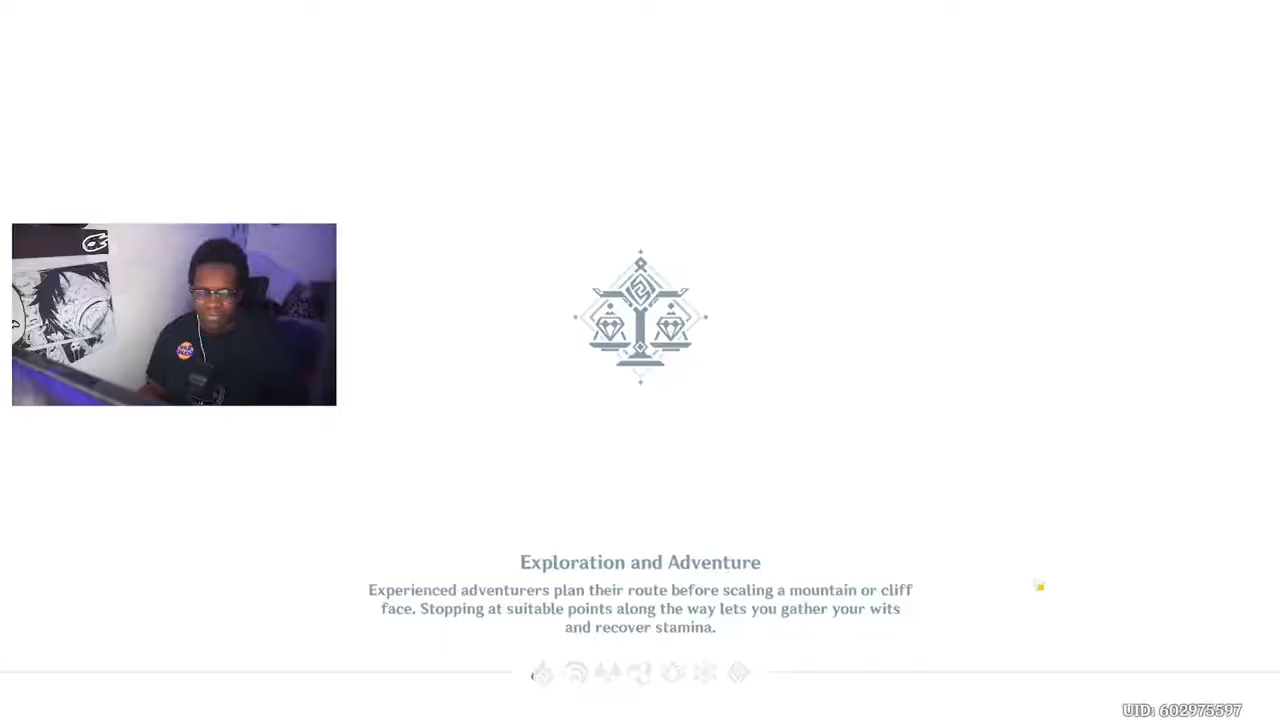 Exploration and Adventure
Experienced adventurers plan their route before scaling a mountain or cliff
face. Stopping at suitable points along the way lets you gather your wits
and recover stamina.
UID: 602975597